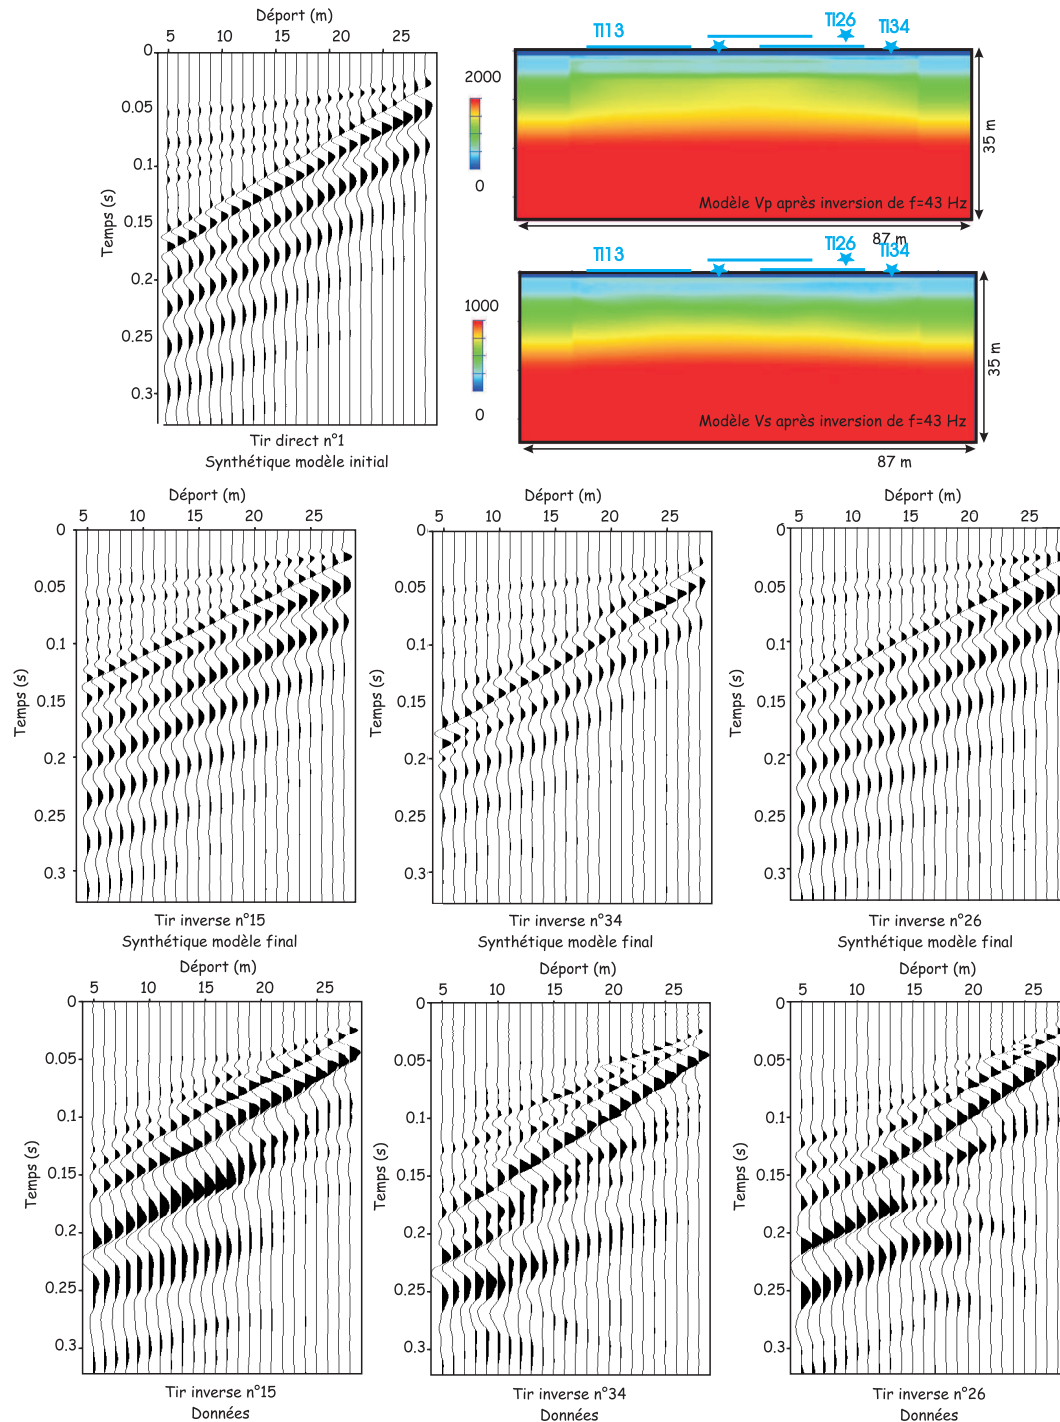 Déport (m)
5 10 15 20 25
0
0.05
0.1
0.15
0.2
0.25
0.3
Temps (s)
Tir direct n°1
Synthétique modèle initial
TI13
TI26
TI34
2000
0
35 m
Modèle Vp après inversion de f=43 Hz
87 m
TI13
TI26
TI34
1000
0
35 m
Modèle Vs après inversion de f=43 Hz
87 m
Déport (m)
5 10 15 20 25
0
0.05
0.1
0.15
0.2
0.25
0.3
Temps (s)
Tir inverse n°15
Synthétique modèle final
Déport (m)
5 10 15 20 25
0
0.05
0.1
0.15
0.2
0.25
0.3
Temps (s)
Tir inverse n°34
Synthétique modèle final
Déport (m)
5 10 15 20 25
0
0.05
0.1
0.15
0.2
0.25
0.3
Temps (s)
Tir inverse n°26
Synthétique modèle final
Déport (m)
5 10 15 20 25
0
0.05
0.1
0.15
0.2
0.25
0.3
Temps (s)
Tir inverse n°15
Données
Déport (m)
5 10 15 20 25
0
0.05
0.1
0.15
0.2
0.25
0.3
Temps (s)
Tir inverse n°34
Données
Déport (m)
5 10 15 20 25
0
0.05
0.1
0.15
0.2
0.25
0.3
Temps (s)
Tir inverse n°26
Données